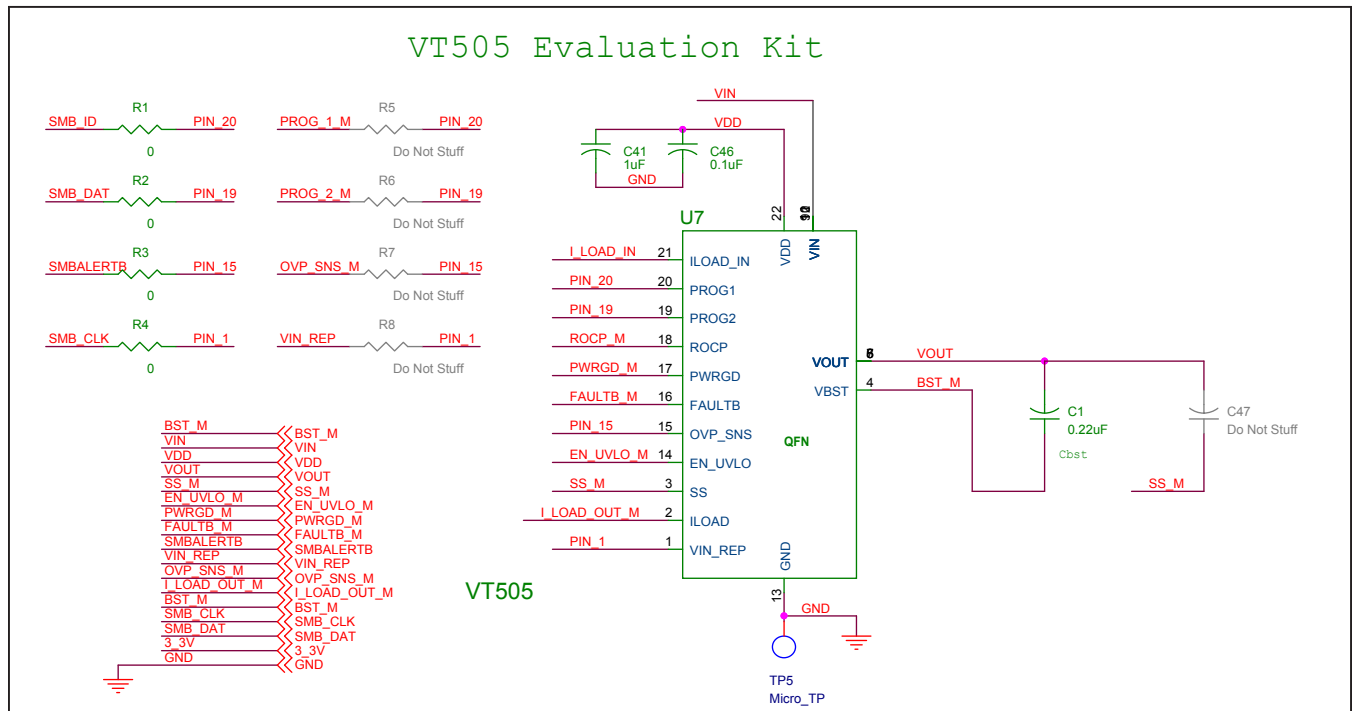 VT505 Evaluation Kit
R1
SMB_ID PIN_20
0
R5
PROG_1_M PIN_20
Do Not Stuff
R2
SMB_DAT PIN_19
0
R6
PROG_2_M PIN_19
Do Not Stuff
R3
SMBALERTB PIN_15
0
R7
OVP_SNS_M PIN_15
Do Not Stuff
R4
SMB_CLK PIN_1
0
R8
VIN_REP PIN_1
Do Not Stuff
VIN
VDD
C41
1uF
C46
0.1uF
GND
U7
22
VDD
VIN
I_LOAD_IN 21 ILOAD_IN
PIN_20 20 PROG1
PIN_19 19 PROG2
ROCP_M 18 ROCP
PWRGD_M 17 PWRGD
FAULTB_M 16 FAULTB
PIN_15 15 OVP_SNS
EN_UVLO_M 14 EN_UVLO
SS_M 3 SS
I_LOAD_OUT_M 2 ILOAD
PIN_1 1 VIN_REP
VOUT VOUT
VBST 4 BST_M
QFN
GND
13
GND
TP5
Micro_TP
VT505
C1
0.22uF
Cbst
C47
Do Not Stuff
SS_M
BST_M BST_M
VIN VIN
VDD VDD
VOUT VOUT
SS_M SS_M
EN_UVLO_M EN_UVLO_M
PWRGD_M PWRGD_M
FAULTB_M FAULTB_M
SMBALERTB SMBALERTB
VIN_REP VIN_REP
OVP_SNS_M OVP_SNS_M
I_LOAD_OUT_M I_LOAD_OUT_M
BST_M BST_M
SMB_CLK SMB_CLK
SMB_DAT SMB_DAT
3_3V 3_3V
GND GND